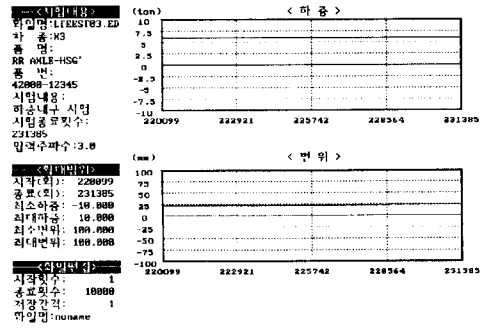 <시험내용>
화일명:LTEEST03.ED
차 종:X3
품 명:
RR AXLE-HSG'
품 번:
42000-12345
시험내용:
하중내구 시험
시험종료횟수:
231385
입력주파수:3.0
<확대범위>
시작(회): 220099
종료(회): 231385
최소하중: -10.000
최대하중: 10.000
최소변위: 100.000
최대변위: 100.000
<화일편집>
시작횟수: 1
종료횟수: 10000
저장간격: 1
화일명:noname
(ton)
< 하 중 >
10
7.5
5
2.5
0
-2.5
-5
-7.5
-10
220099 222921 225742 228564 231385
(mm)
< 변 위 >
100
75
50
25
0
-25
-50
-75
-100
220099 222921 225742 228564 231385